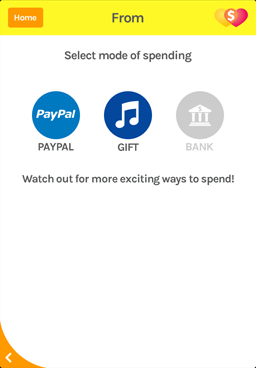 Home
From
$
Select mode of spending
PayPal
PAYPAL
GIFT
BANK
Watch out for more exciting ways to spend!